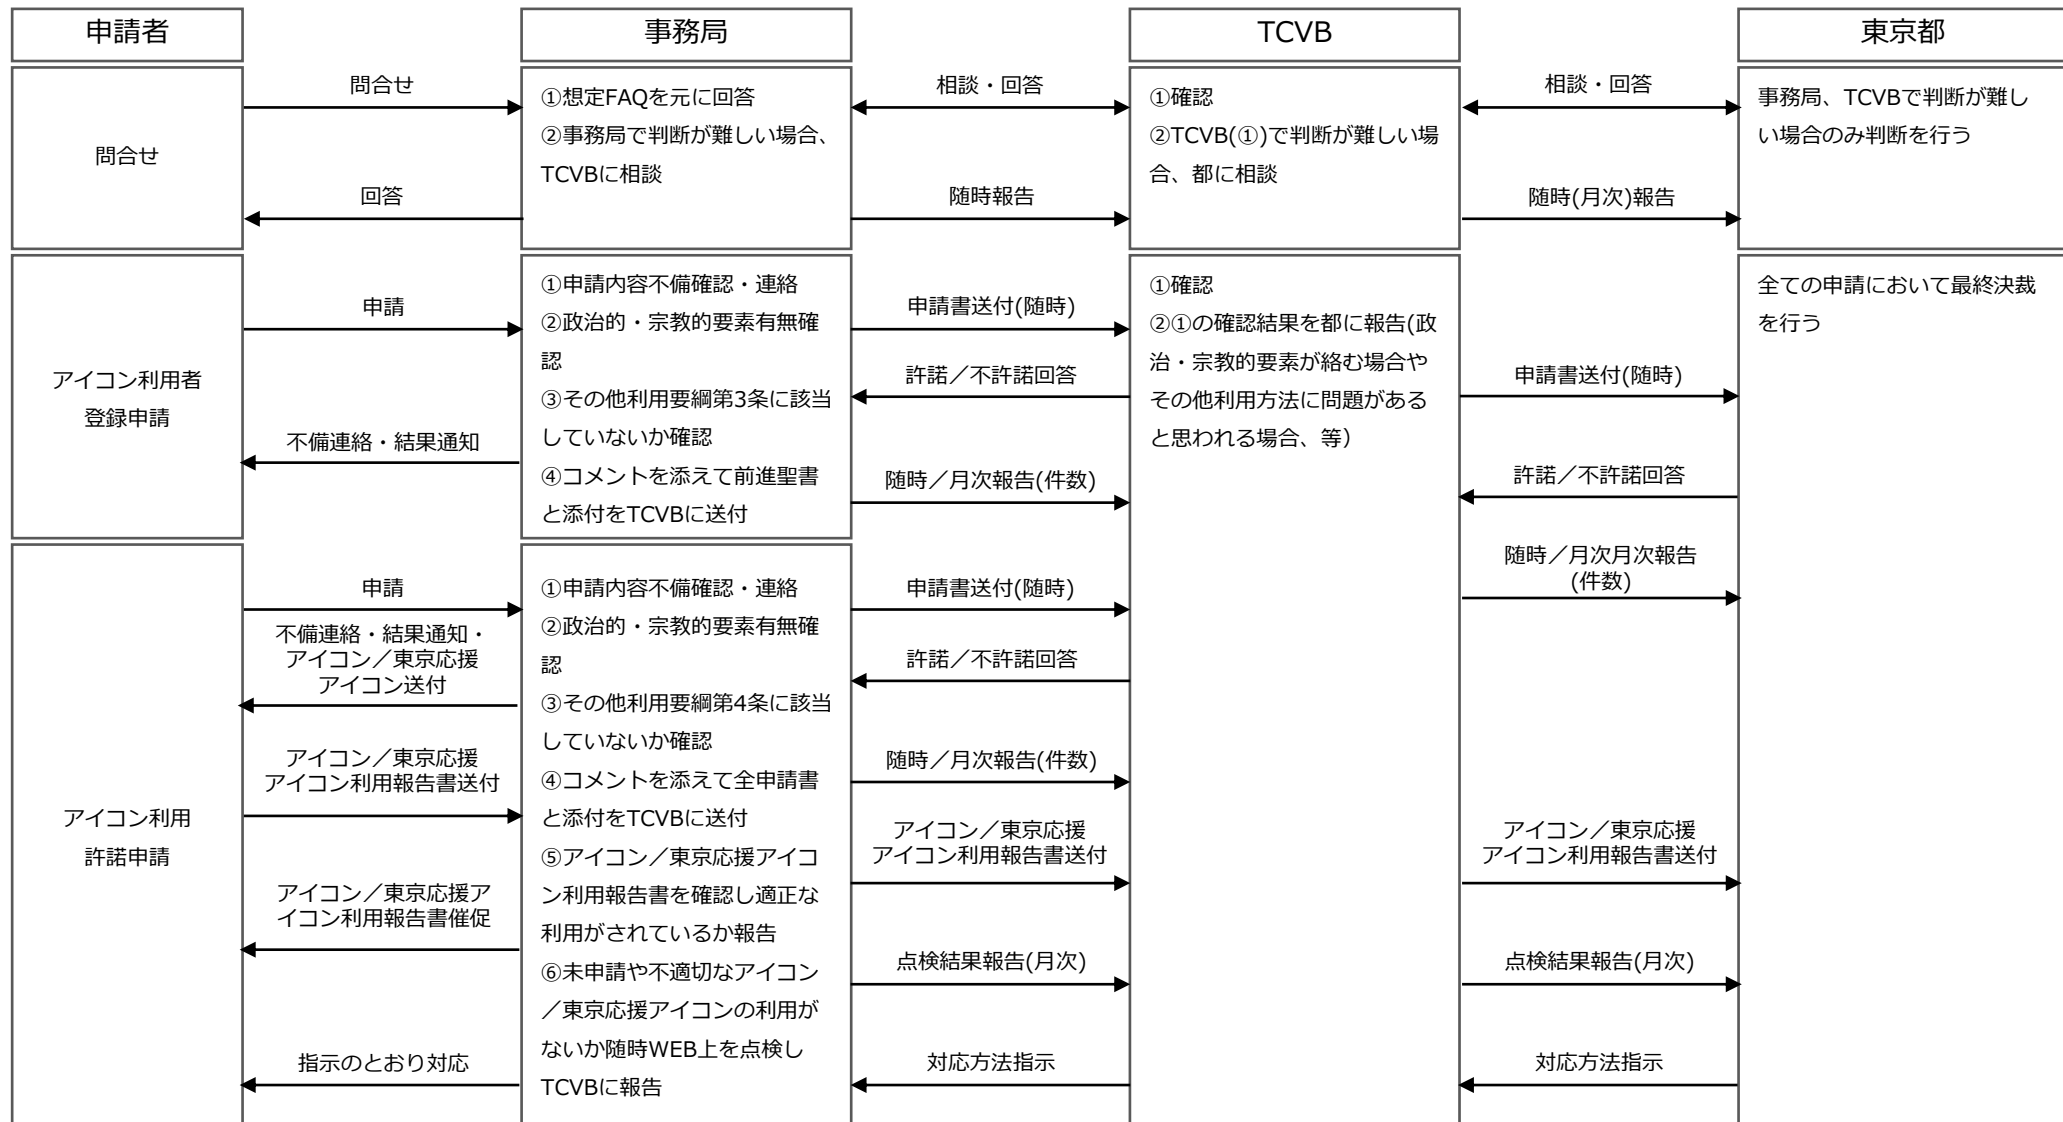 申請者
事務局
TCVB
東京都
問合せ
問合せ
回答
①想定FAQを元に回答
②事務局で判断が難しい場合、
TCVBに相談
相談・回答
随時報告
①確認
②TCVB(①)で判断が難しい場
合、都に相談
相談・回答
随時(月次)報告
事務局、TCVBで判断が難し
い場合のみ判断を行う
アイコン利用者
登録申請
申請
不備連絡・結果通知
①申請内容不備確認・連絡
②政治的・宗教的要素有無確
認
③その他利用要綱第3条に該当
していないか確認
④コメントを添えて前進聖書
と添付をTCVBに送付
申請書送付(随時)
許諾／不許諾回答
随時／月次報告(件数)
①確認
②①の確認結果を都に報告(政
治・宗教的要素が絡む場合や
その他利用方法に問題がある
と思われる場合、等)
申請書送付(随時)
許諾／不許諾回答
随時／月次月次報告
(件数)
全ての申請において最終決裁
を行う
アイコン利用
許諾申請
申請
不備連絡・結果通知・
アイコン／東京応援
アイコン送付
アイコン／東京応援
アイコン利用報告書送付
アイコン／東京応援ア
イコン利用報告書催促
指示のとおり対応
①申請内容不備確認・連絡
②政治的・宗教的要素有無確
認
③その他利用要綱第4条に該当
していないか確認
④コメントを添えて全申請書
と添付をTCVBに送付
⑤アイコン／東京応援アイコ
ン利用報告書を確認し適正な
利用がされているか報告
⑥未申請や不適切なアイコン
／東京応援アイコンの利用が
ないか随時WEB上を点検し
TCVBに報告
申請書送付(随時)
許諾／不許諾回答
随時／月次報告(件数)
アイコン／東京応援
アイコン利用報告書送付
点検結果報告(月次)
対応方法指示
アイコン／東京応援
アイコン利用報告書送付
点検結果報告(月次)
対応方法指示